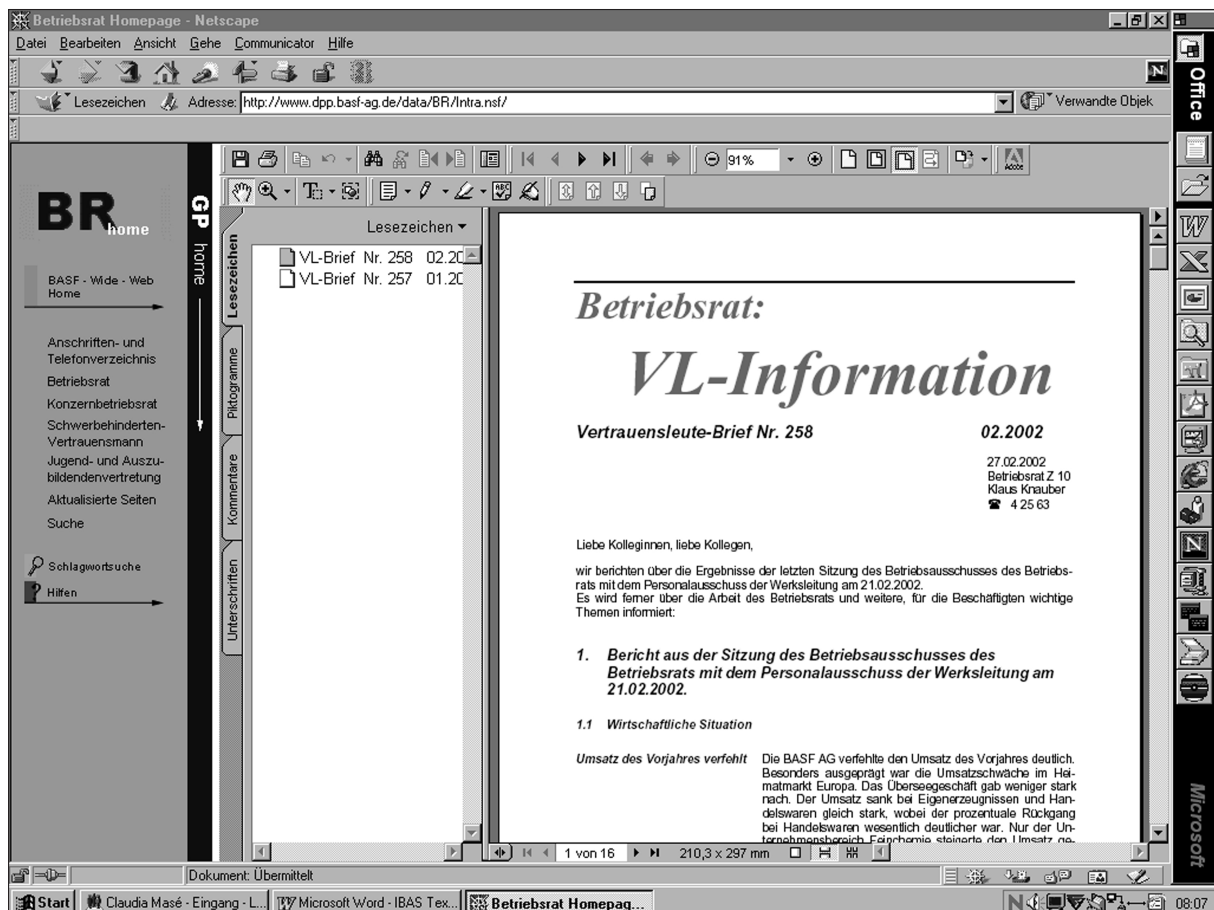 Betriebsrat Homepage - Netscape
Datei Bearbeiten Ansicht Gehe Communicator Hilfe
N
Lesezeichen Adresse: http://www.dpp.basf-ag.de/data/BR/Intra.nsf/ Verwandte Objek
91%
Adobe
BR
home
BASF - Wide - Web
Home
Anschriften- und
Telefonverzeichnis
Betriebsrat
Konzernbetriebsrat
Schwerbehinderten-
Vertrauensmann
Jugend- und Auszu-
bildendenvertretung
Aktualisierte Seiten
Suche
Schlagwortsuche
Hilfen
GP home
Lesezeichen
Piktogramme
Kommentare
Unterschriften
Lesezeichen
VL-Brief Nr. 258 02.20
VL-Brief Nr. 257 01.20
Betriebsrat:
VL-Information
Vertrauensleute-Brief Nr. 258 02.2002
27.02.2002
Betriebsrat Z 10
Klaus Knauber
☎ 4 25 63
Liebe Kolleginnen, liebe Kollegen,
wir berichten über die Ergebnisse der letzten Sitzung des Betriebsausschusses des Betriebs-
rats mit dem Personalausschuss der Werksleitung am 21.02.2002.
Es wird ferner über die Arbeit des Betriebsrats und weitere, für die Beschäftigten wichtige
Themen informiert:
1. Bericht aus der Sitzung des Betriebsausschusses des
Betriebsrats mit dem Personalausschuss der Werksleitung am
21.02.2002.
1.1 Wirtschaftliche Situation
Umsatz des Vorjahres verfehlt Die BASF AG verfehlte den Umsatz des Vorjahres deutlich.
Besonders ausgeprägt war die Umsatzschwäche im Hei-
matmarkt Europa. Das Überseegeschäft gab weniger stark
nach. Der Umsatz sank bei Eigenerzeugnissen und Han-
delswaren gleich stark, wobei der prozentuale Rückgang
bei Handelswaren wesentlich deutlicher war. Nur der Un-
ternehmensbereich Feinchemie steigerte den Umsatz ge-
1 von 16 210,3 x 297 mm
Dokument: Übermittelt
Start Claudia Masé - Eingang - L... Microsoft Word - IBAS Tex... Betriebsrat Homepag... 08:07
Office
Microsoft